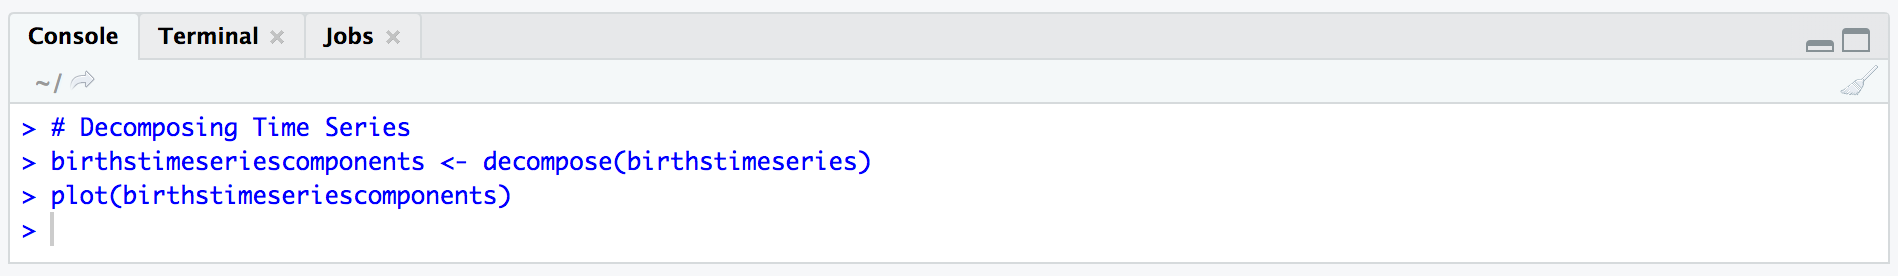 Console Terminal Jobs
~/
> # Decomposing Time Series
> birthstimeseriescomponents <- decompose(birthstimeseries)
> plot(birthstimeseriescomponents)
>